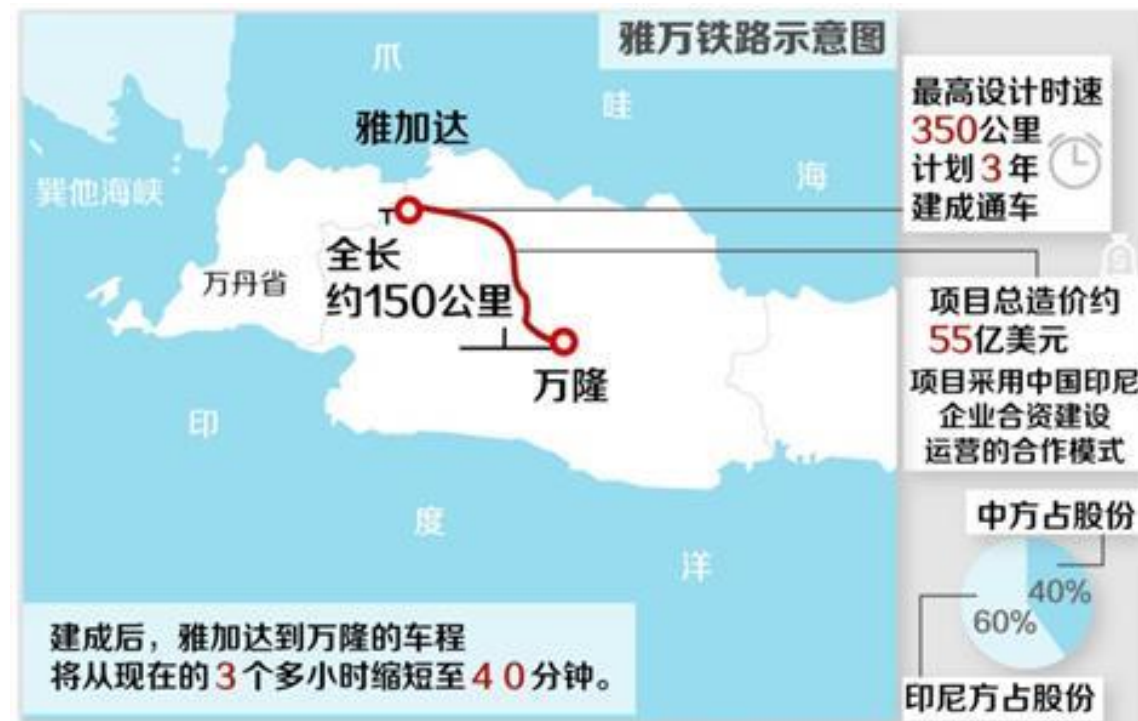 雅万铁路示意图
爪
哇
海
雅加达
巽他海峡
万丹省
全长
约150公里
万隆
印
度
洋
最高设计时速
350公里
计划3年
建成通车
项目总造价约
55亿美元
项目采用中国印尼
企业合资建设
运营的合作模式
中方占股份
40%
60%
印尼方占股份
建成后，雅加达到万隆的车程
将从现在的3个多小时缩短至40分钟。